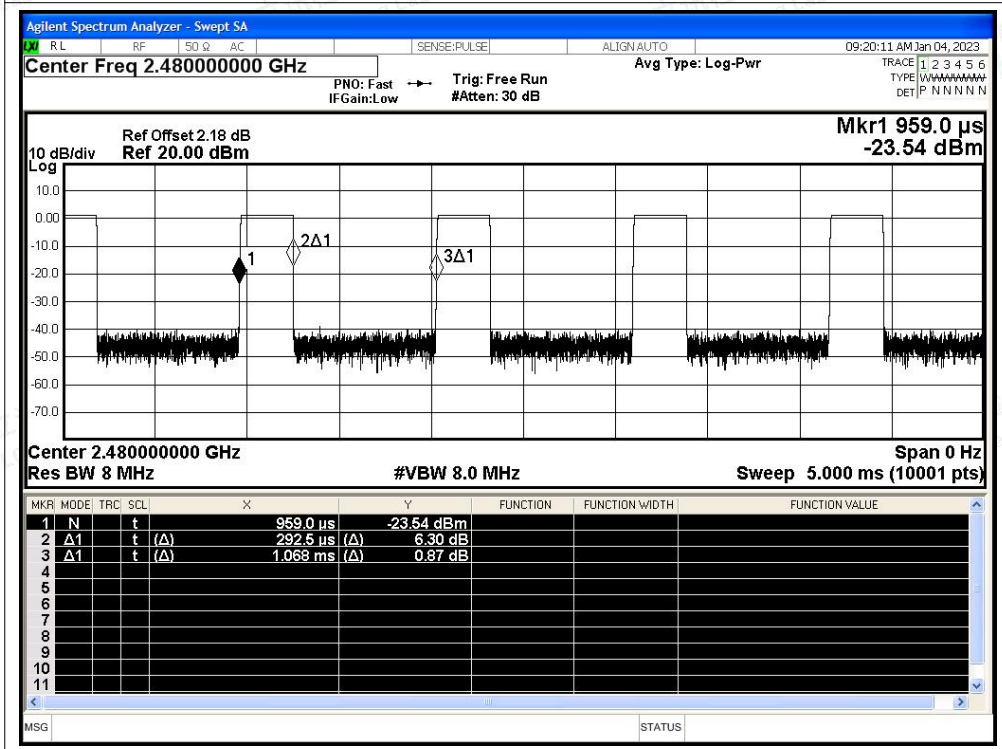 Agilent Spectrum Analyzer - Swept SA
LXI RL RF 50 Ω AC SENSE:PULSE ALIGN AUTO 09:20:11 AM Jan 04, 2023
Center Freq 2.480000000 GHz
Avg Type: Log-Pwr
TRACE 1 2 3 4 5 6
PNO: Fast Trig: Free Run
TYPE W
IFGain:Low #Atten: 30 dB
DET P N N N N N
Mkr1 959.0 µs
-23.54 dBm
Ref Offset 2.18 dB
10 dB/div Ref 20.00 dBm
Log
10.0
0.00
-10.0
-20.0
-30.0
-40.0
-50.0
-60.0
-70.0
1
2Δ1
3Δ1
Center 2.480000000 GHz Span 0 Hz
Res BW 8 MHz #VBW 8.0 MHz Sweep 5.000 ms (10001 pts)
MKR MODE TRC SCL X Y FUNCTION FUNCTION WIDTH FUNCTION VALUE
1 N t 959.0 µs -23.54 dBm
2 Δ1 t (Δ) 292.5 µs (Δ) 6.30 dB
3 Δ1 t (Δ) 1.068 ms (Δ) 0.87 dB
4
5
6
7
8
9
10
11
MSG STATUS